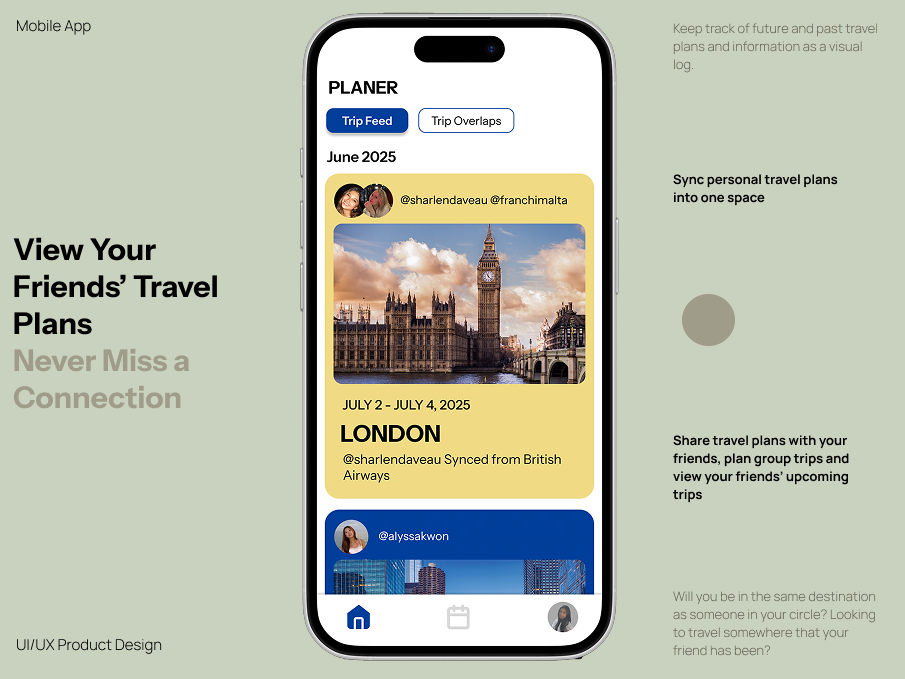 Mobile App
View Your
Friends’ Travel
Plans
Never Miss a
Connection
UI/UX Product Design
PLANER
Trip Feed
Trip Overlaps
June 2025
@sharlendaveau @franchimalta
JULY 2 - JULY 4, 2025
LONDON
@sharlendaveau Synced from British
Airways
@alyssakwon
Keep track of future and past travel
plans and information as a visual
log.
Sync personal travel plans
into one space
Share travel plans with your
friends, plan group trips and
view your friends’ upcoming
trips
Will you be in the same destination
as someone in your circle? Looking
to travel somewhere that your
friend has been?